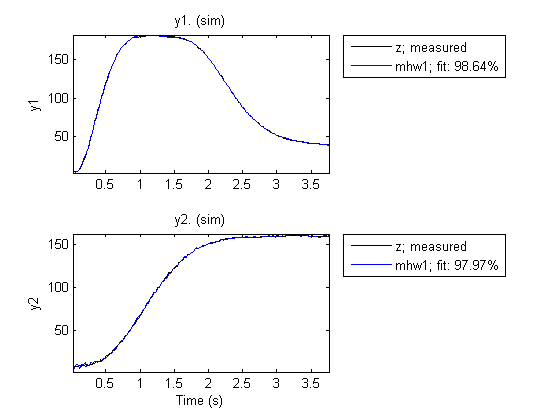 y1. (sim)
z; measured
mhw1; fit: 98.64%
150
100
50
y1
0.5 1 1.5 2 2.5 3 3.5
y2. (sim)
z; measured
mhw1; fit: 97.97%
150
100
50
y2
0.5 1 1.5 2 2.5 3 3.5
Time (s)